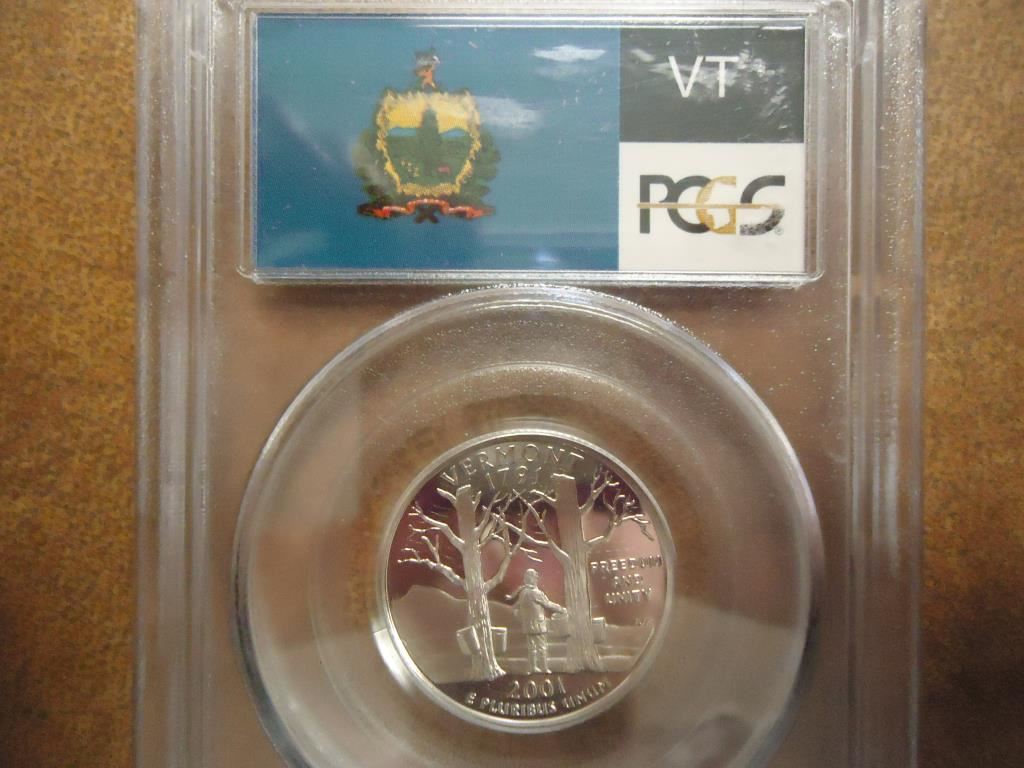 VT
PCGS
VERMONT
1791
FREEDOM
AND
UNITY
2001
E PLURIBUS UNUM